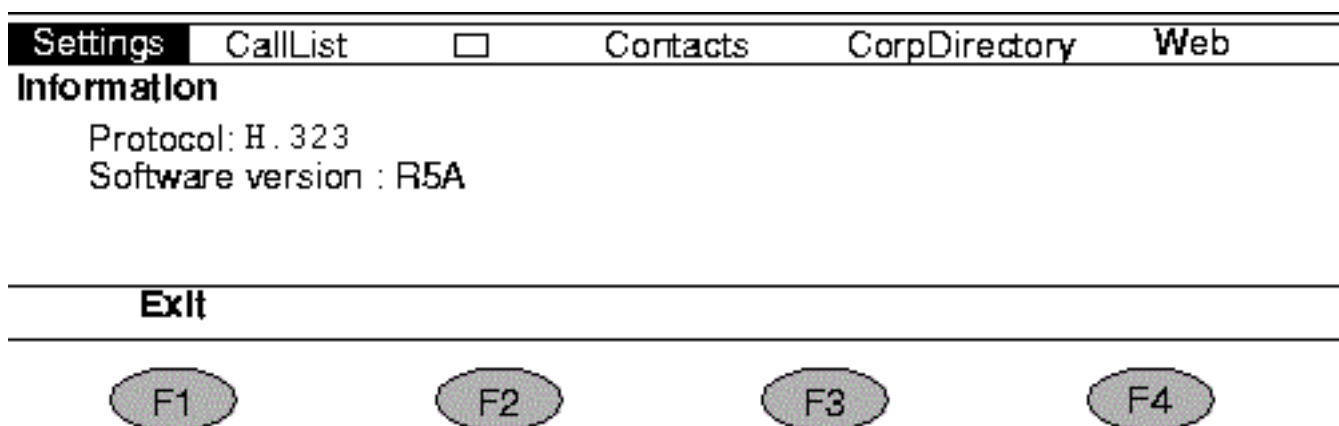 Settings CallList Contacts CorpDirectory Web
Information
Protocol: H.323
Software version : R5A
Exit
F1 F2 F3 F4